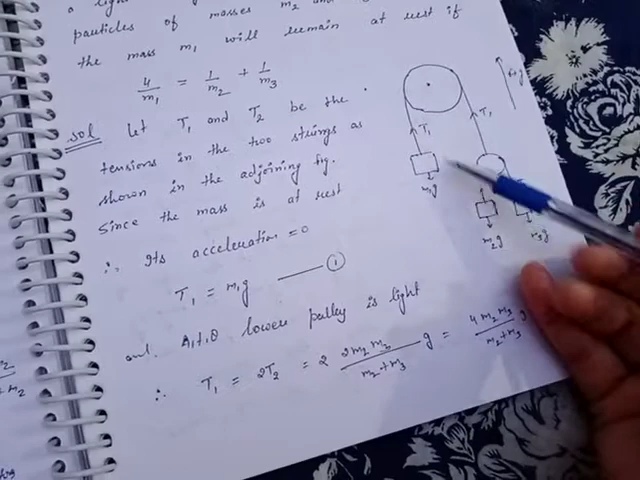 a light
particles of masses m2 and
the mass m1 will remain at rest if
4/m1 = 1/m2 + 1/m3
Sol Let T1 and T2 be the
tensions in the two strings as
shown in the adjoining fig.
Since the mass is at rest
∴ Its acceleration = 0
T1 = m1g —— ①
and lower pulley is light
∴ T1 = 2T2 = 2 2m2m3/m2+m3 g = 4m2m3/m2+m3 g
T1 T1
m1g
m2g m3g